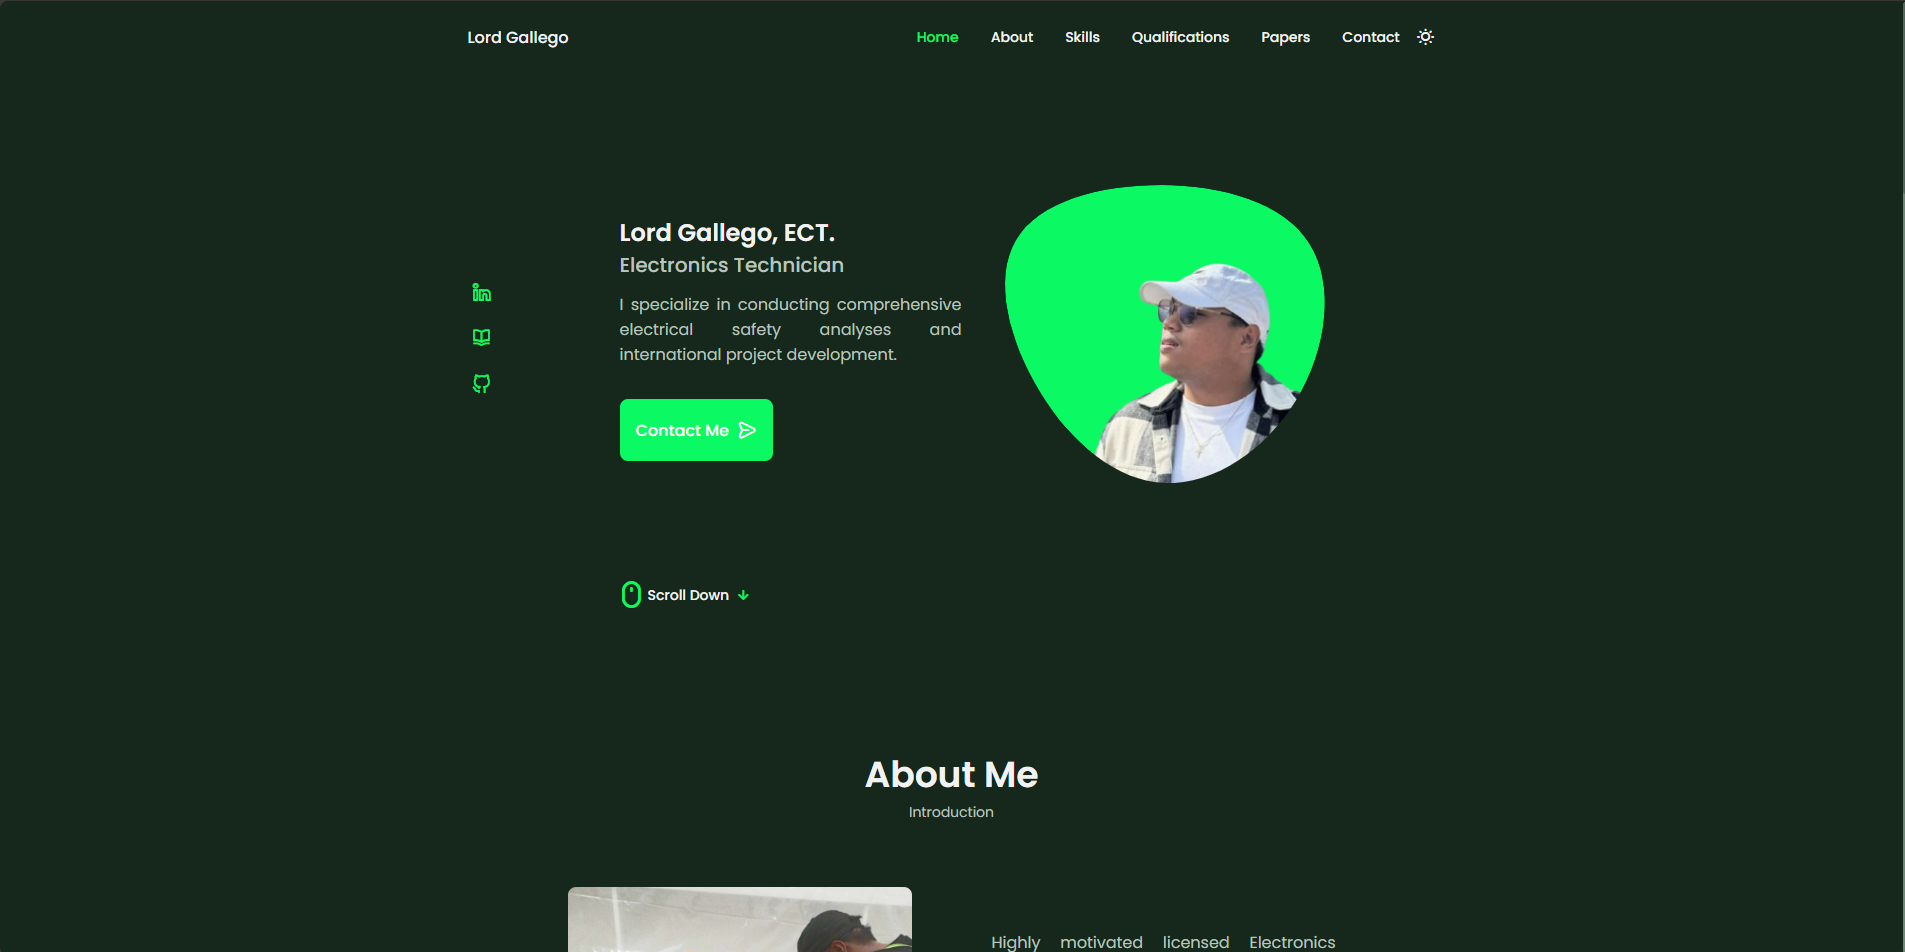 Lord Gallego
Home About Skills Qualifications Papers Contact
Lord Gallego, ECT.
Electronics Technician
I specialize in conducting comprehensive
electrical safety analyses and
international project development.
Contact Me
Scroll Down
About Me
Introduction
Highly motivated licensed Electronics